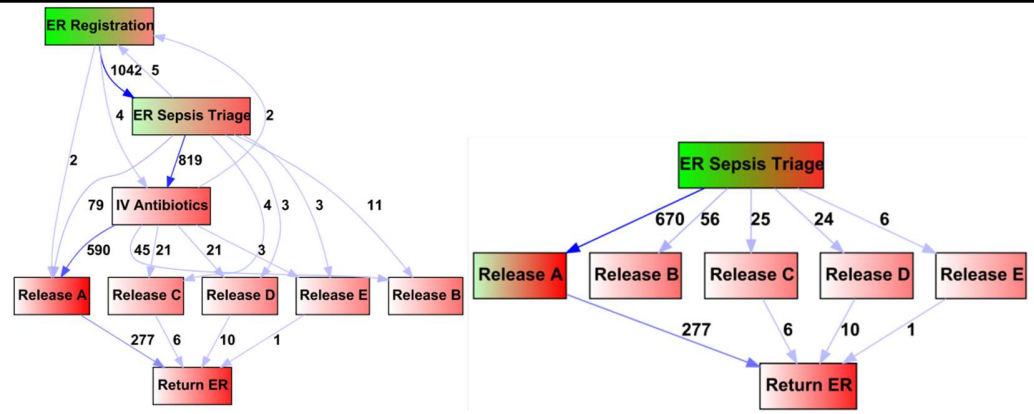 ER Registration
1042 5
4
ER Sepsis Triage
2
2
819
79
IV Antibiotics
4 3
3
11
590
45 21
21
3
Release A
Release C
Release D
Release E
Release B
277
6
10
1
Return ER
ER Sepsis Triage
670
56
25
24
6
Release A
Release B
Release C
Release D
Release E
277
6
10
1
Return ER